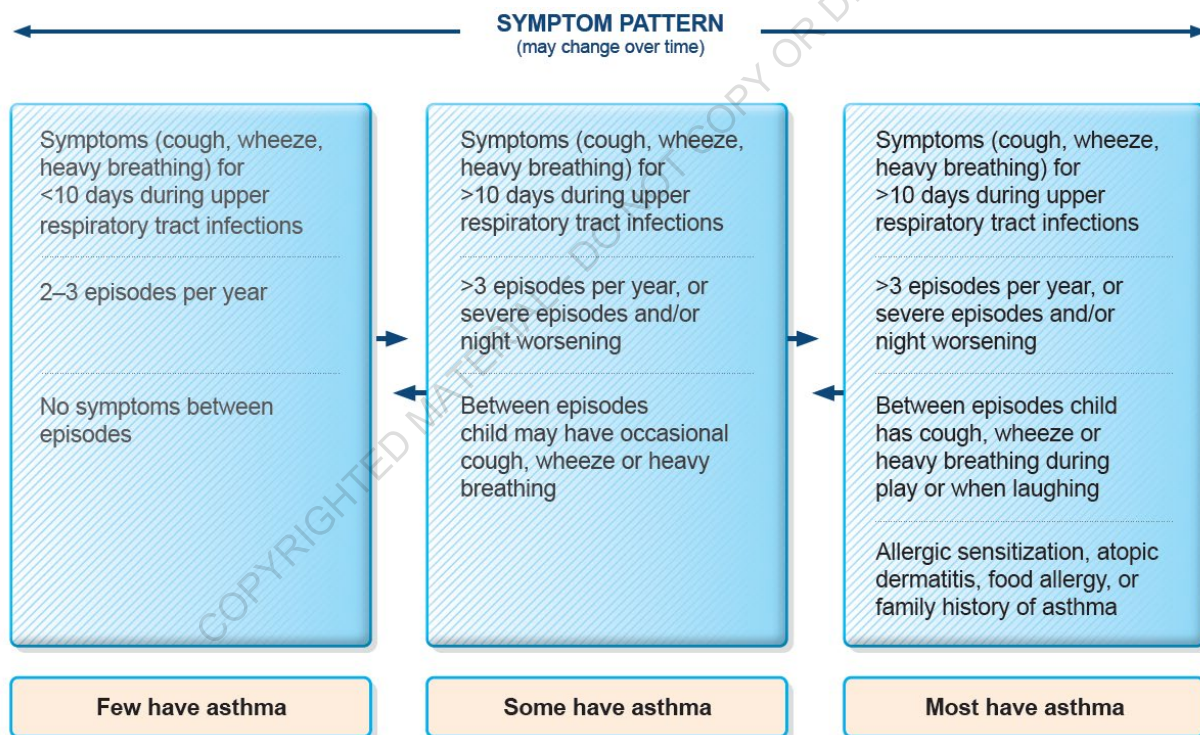 SYMPTOM PATTERN
(may change over time)
Symptoms (cough, wheeze,
heavy breathing) for
<10 days during upper
respiratory tract infections
2–3 episodes per year
No symptoms between
episodes
Few have asthma
Symptoms (cough, wheeze,
heavy breathing) for
>10 days during upper
respiratory tract infections
>3 episodes per year, or
severe episodes and/or
night worsening
Between episodes
child may have occasional
cough, wheeze or heavy
breathing
Some have asthma
Symptoms (cough, wheeze,
heavy breathing) for
>10 days during upper
respiratory tract infections
>3 episodes per year, or
severe episodes and/or
night worsening
Between episodes child
has cough, wheeze or
heavy breathing during
play or when laughing
Allergic sensitization, atopic
dermatitis, food allergy, or
family history of asthma
Most have asthma
COPYRIGHTED MATERIAL - DO NOT COPY OR